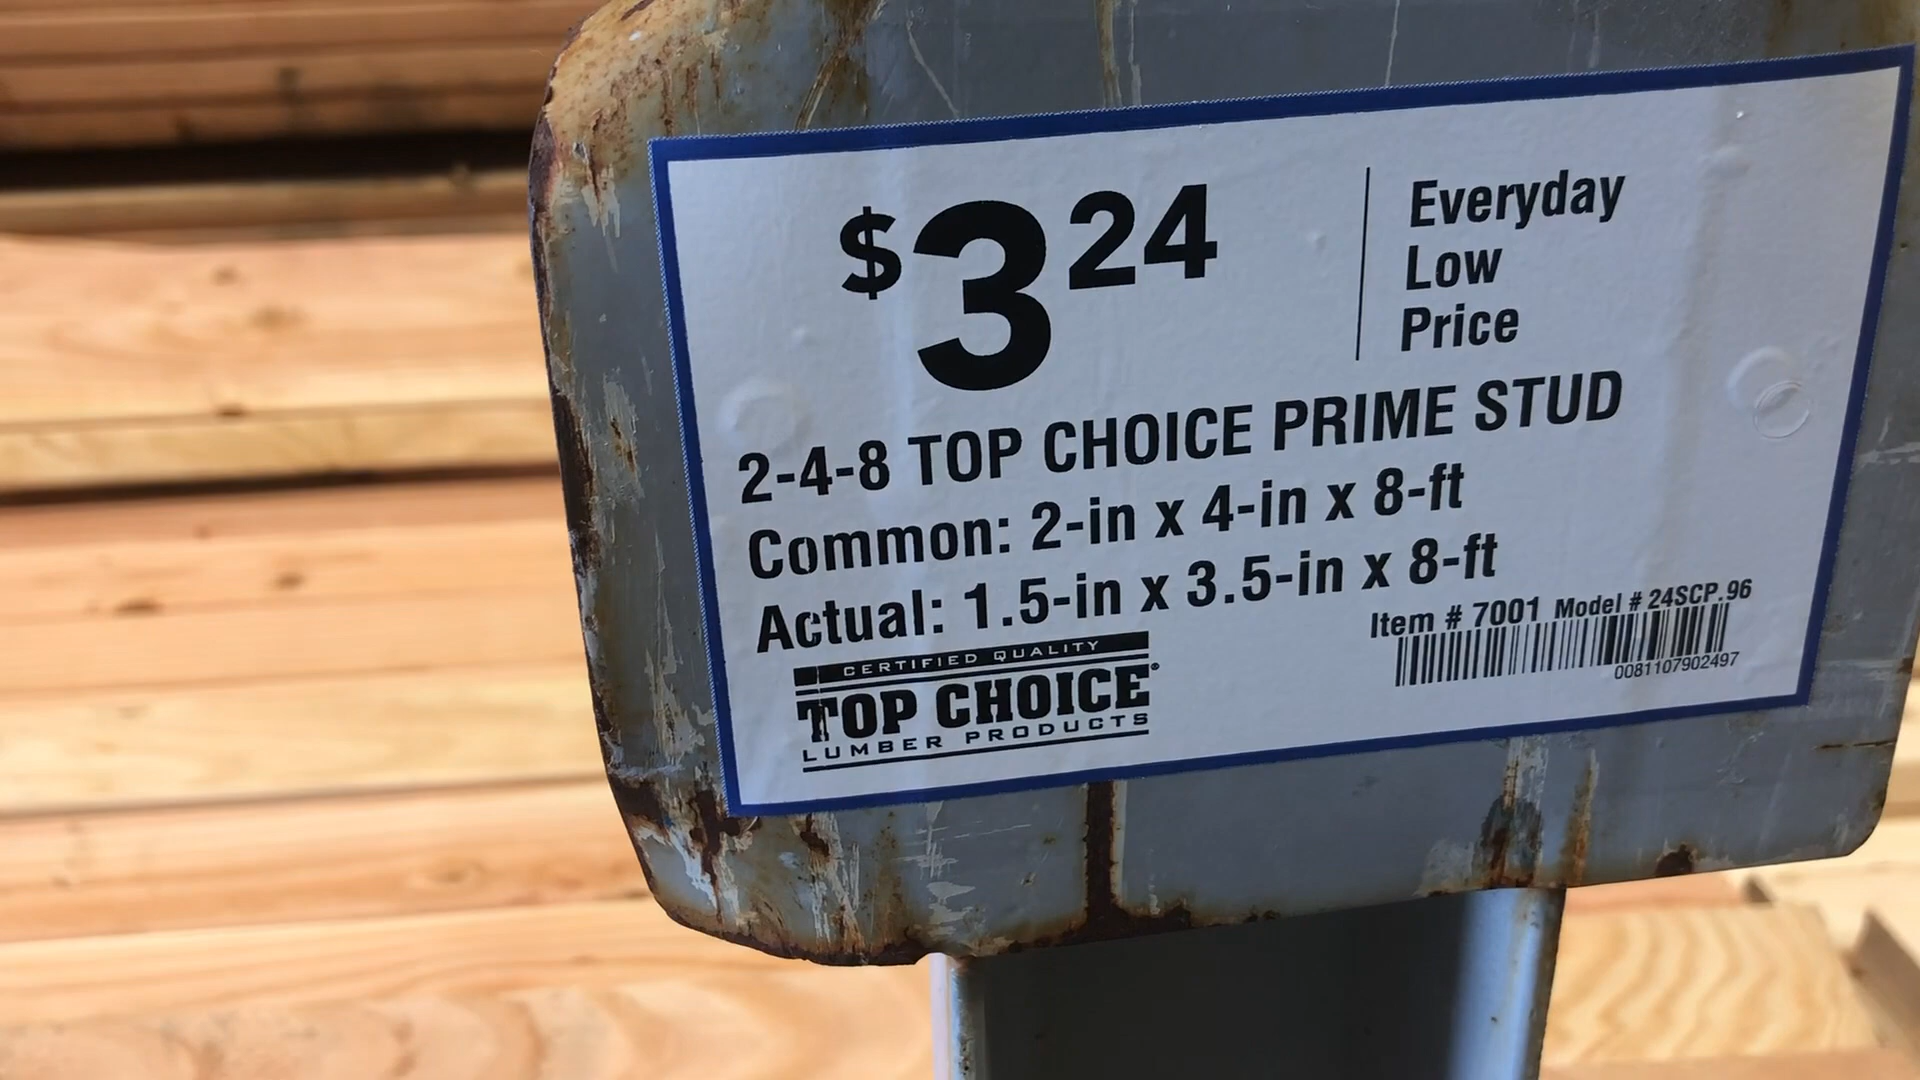 $3 24
Everyday
Low
Price
2-4-8 TOP CHOICE PRIME STUD
Common: 2-in x 4-in x 8-ft
Actual: 1.5-in x 3.5-in x 8-ft
Item # 7001 Model # 24SCP.96
0081107902497
CERTIFIED QUALITY
TOP CHOICE®
LUMBER PRODUCTS